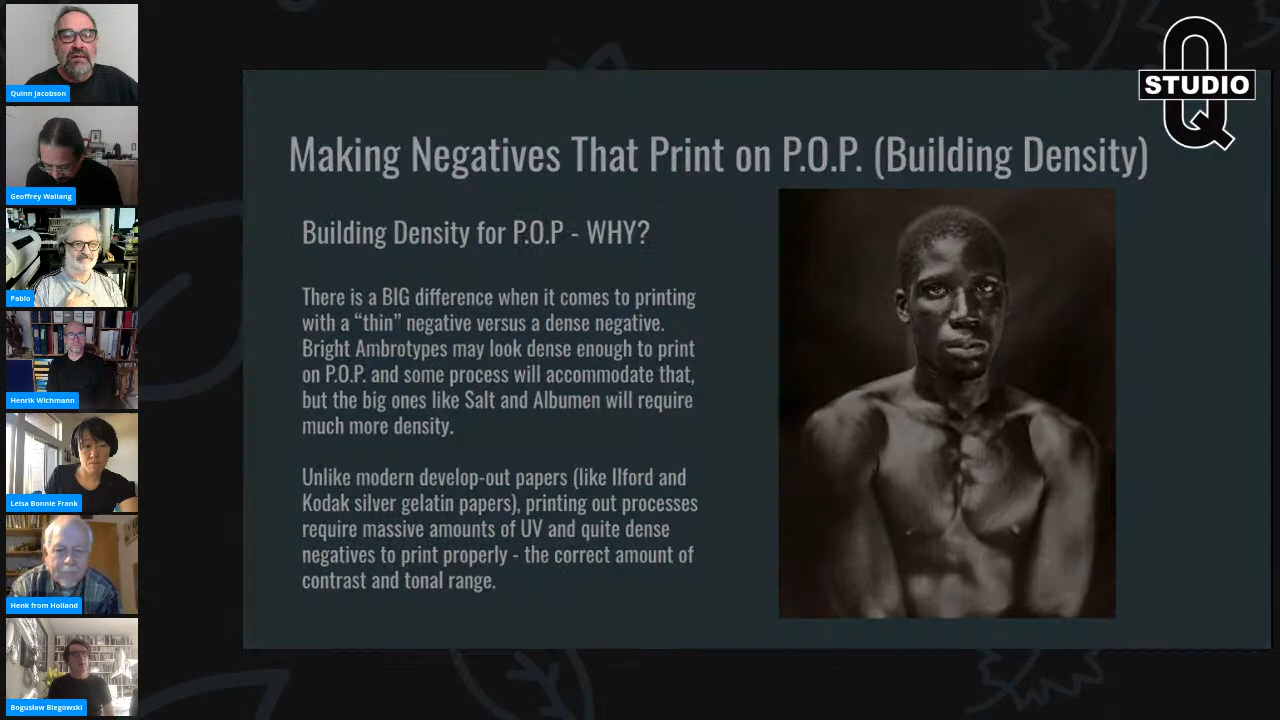 Quinn Jacobson
Geoffrey Wallang
Pablo
Henrik Wichmann
Leisa Bonnie Frank
Henk from Holland
Bogusław Biegowski
STUDIO
Q
Making Negatives That Print on P.O.P. (Building Density)
Building Density for P.O.P - WHY?
There is a BIG difference when it comes to printing
with a “thin” negative versus a dense negative.
Bright Ambrotypes may look dense enough to print
on P.O.P. and some process will accommodate that,
but the big ones like Salt and Albumen will require
much more density.
Unlike modern develop-out papers (like Ilford and
Kodak silver gelatin papers), printing out processes
require massive amounts of UV and quite dense
negatives to print properly - the correct amount of
contrast and tonal range.